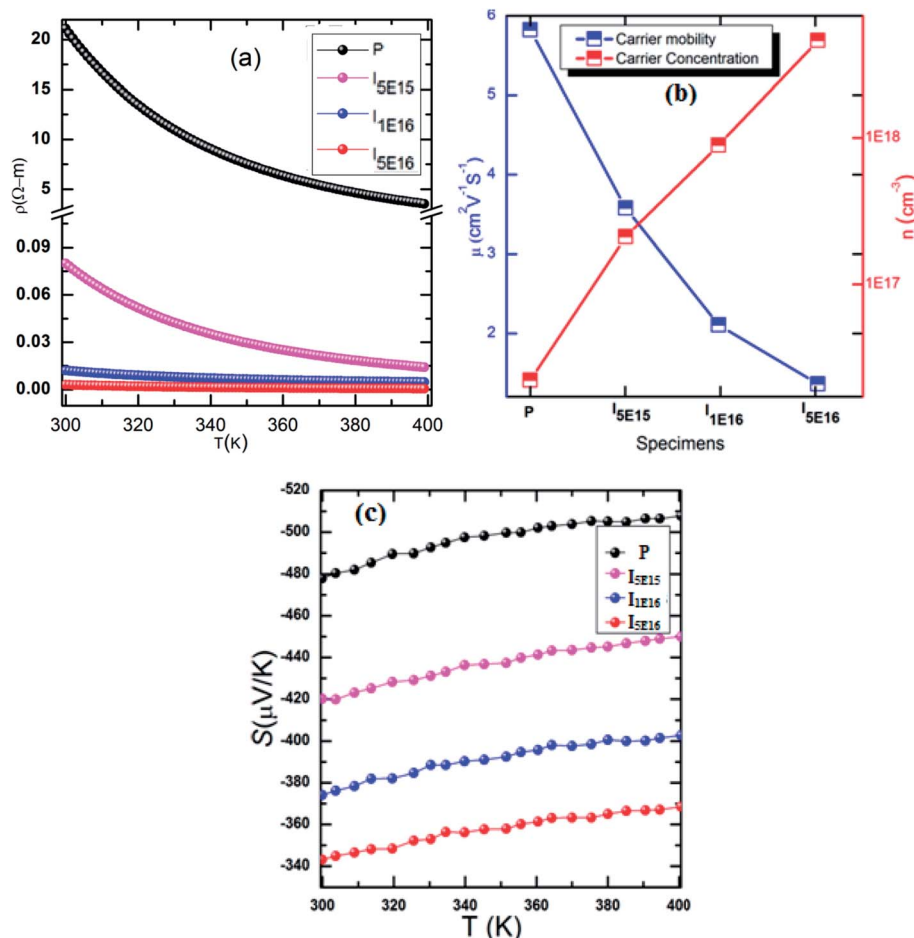 (a)
P
I5E15
I1E16
I5E16
20
15
10
5
0.09
0.06
0.03
0.00
ρ(Ω–m)
300 320 340 360 380 400
T(K)
(b)
Carrier mobility
Carrier Concentration
6
5
4
3
2
μ (cm²V⁻¹S⁻¹)
1E18
1E17
n (cm⁻³)
P I5E15 I1E16 I5E16
Specimens
(c)
P
I5E15
I1E16
I5E16
-520
-500
-480
-460
-440
-420
-400
-380
-360
-340
S(μV/K)
300 320 340 360 380 400
T (K)